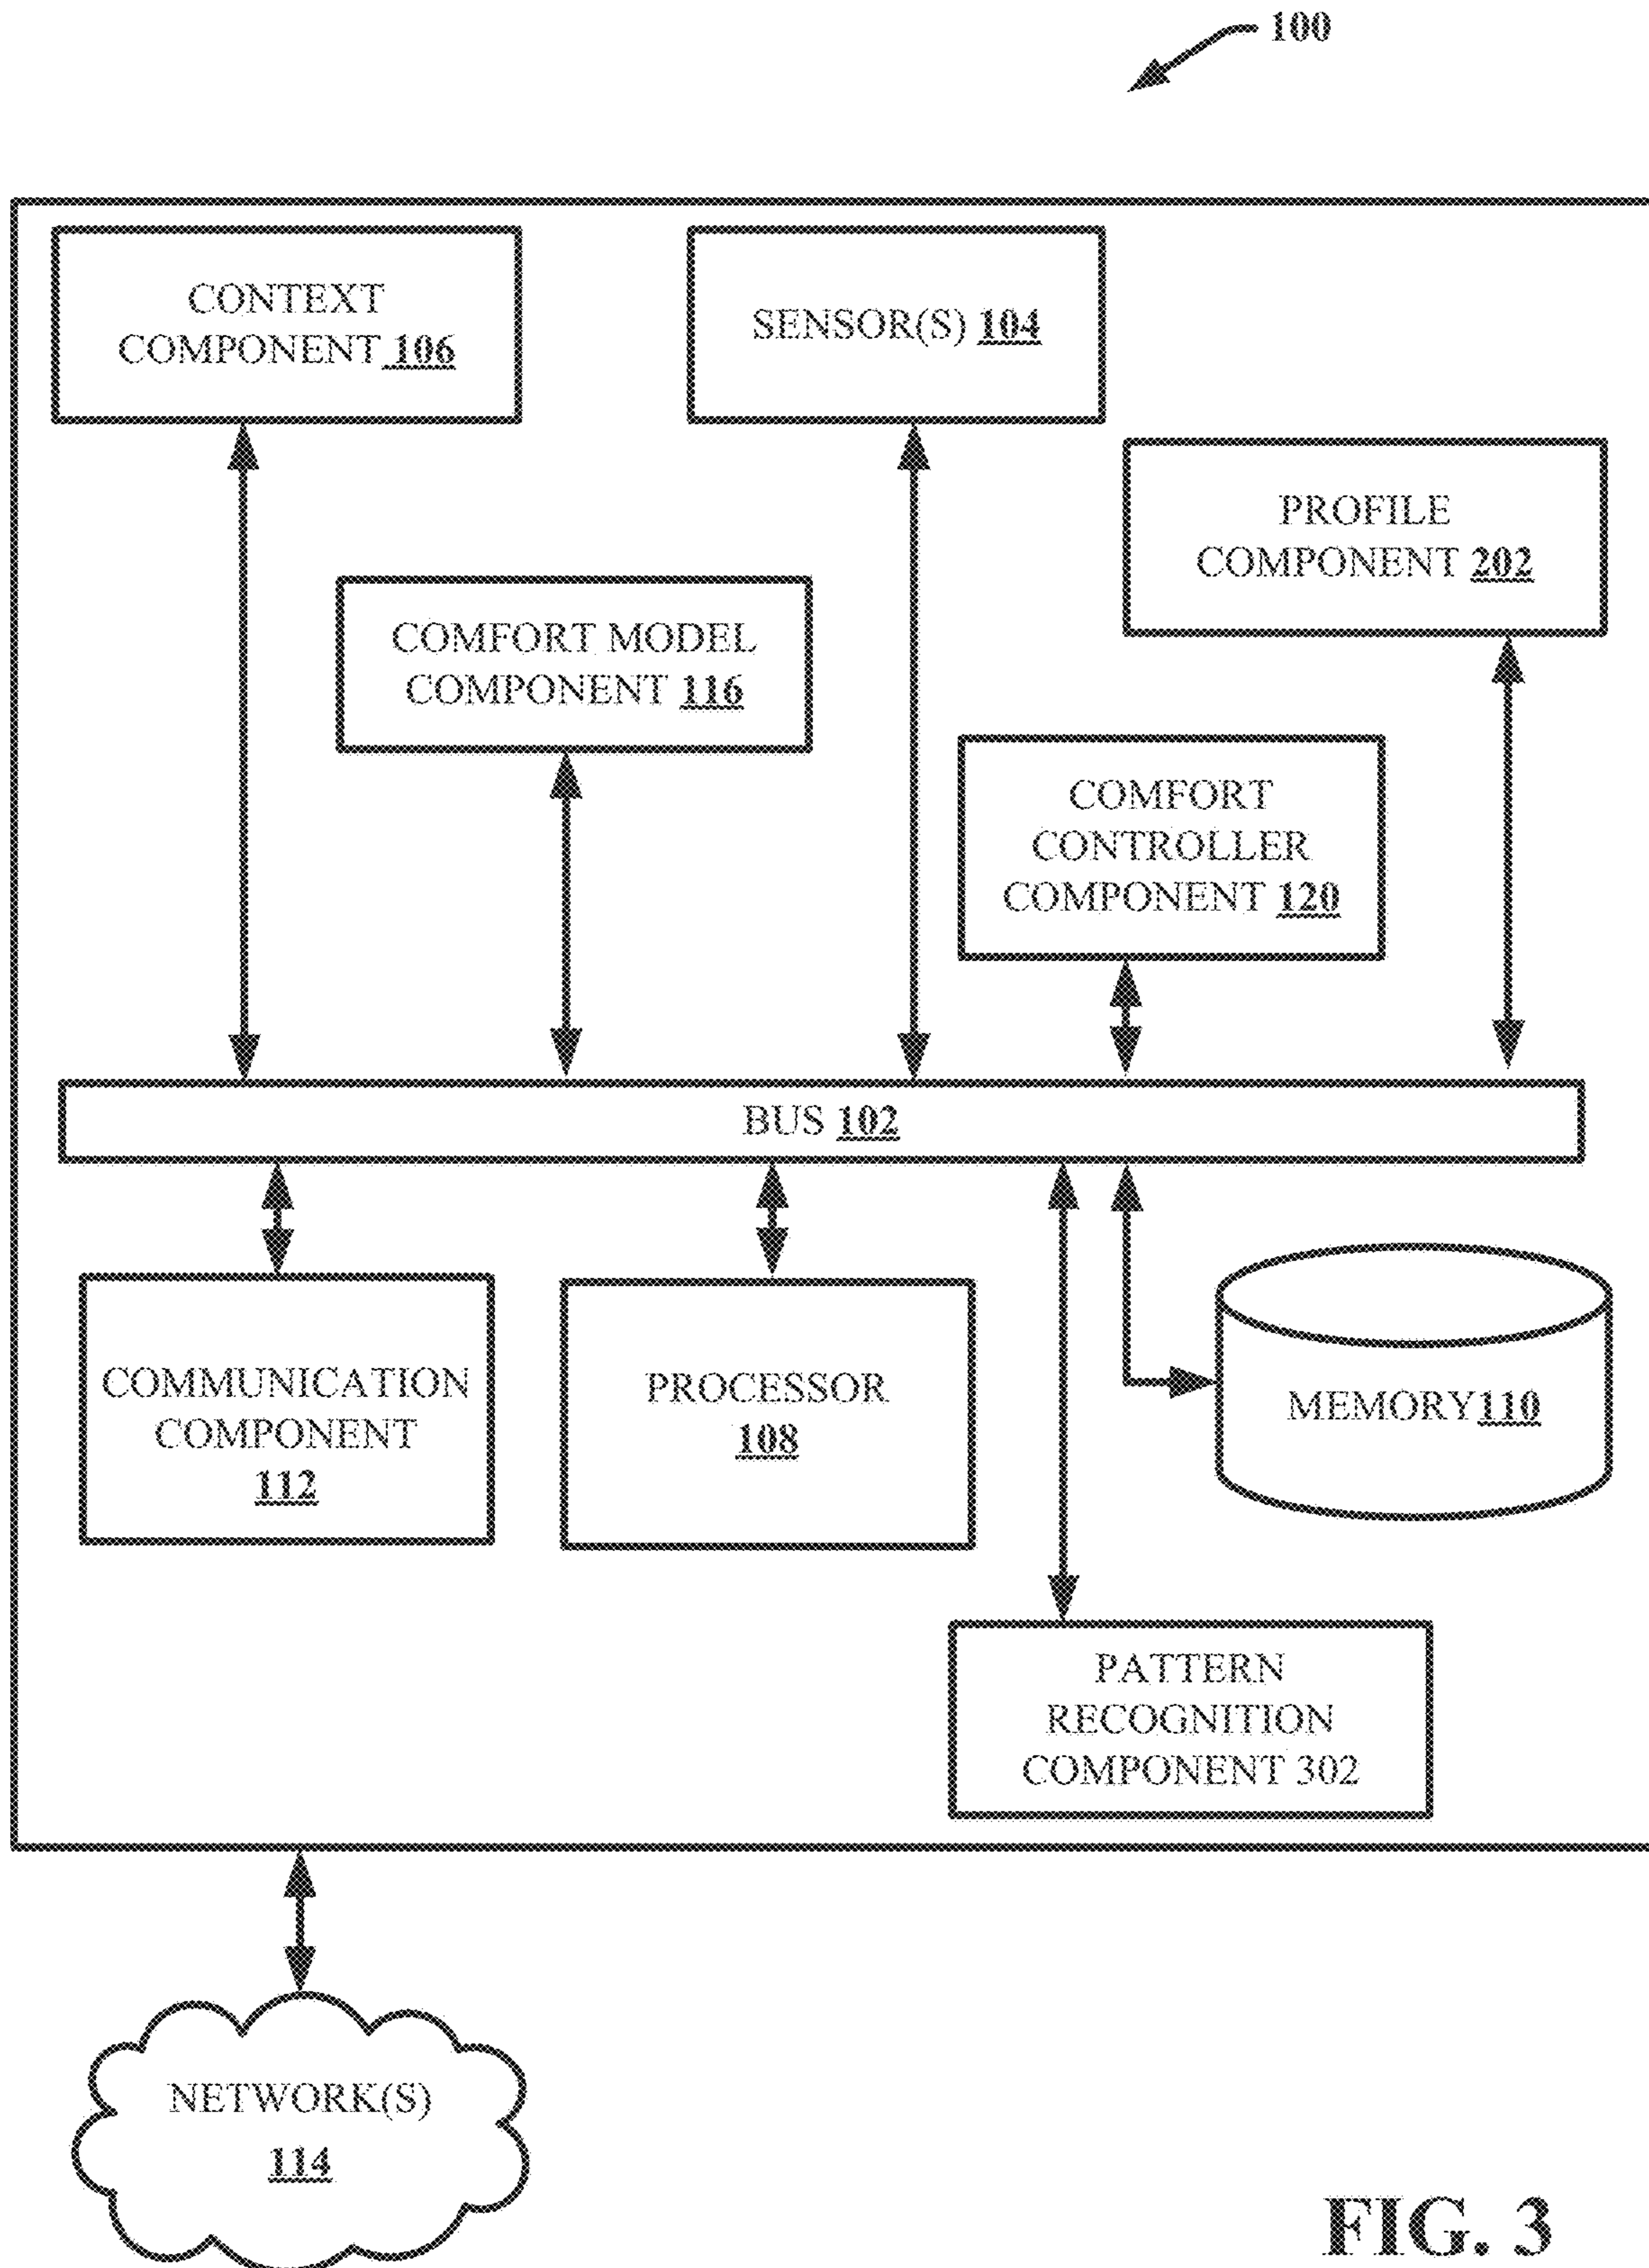 100
CONTEXT
COMPONENT 106
SENSOR(S) 104
PROFILE
COMPONENT 202
COMFORT MODEL
COMPONENT 116
COMFORT
CONTROLLER
COMPONENT 120
BUS 102
COMMUNICATION
COMPONENT
112
PROCESSOR
108
MEMORY110
PATTERN
RECOGNITION
COMPONENT 302
NETWORK(S)
114
FIG. 3